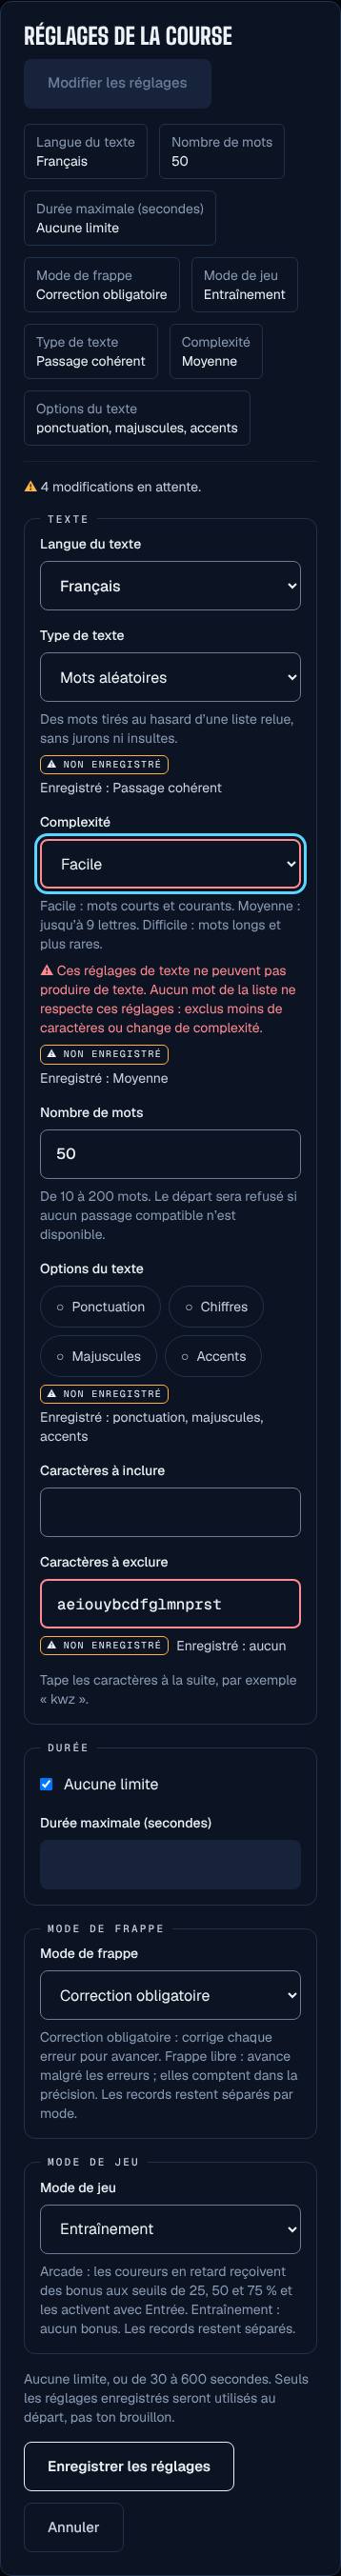 RÉGLAGES DE LA COURSE
Modifier les réglages
Langue du texte
Français
Nombre de mots
50
Durée maximale (secondes)
Aucune limite
Mode de frappe
Correction obligatoire
Mode de jeu
Entraînement
Type de texte
Passage cohérent
Complexité
Moyenne
Options du texte
ponctuation, majuscules, accents
⚠ 4 modifications en attente.
TEXTE
Langue du texte
Français
Type de texte
Mots aléatoires
Des mots tirés au hasard d’une liste relue,
sans jurons ni insultes.
⚠ NON ENREGISTRÉ
Enregistré : Passage cohérent
Complexité
Facile
Facile : mots courts et courants. Moyenne :
jusqu’à 9 lettres. Difficile : mots longs et
plus rares.
⚠ Ces réglages de texte ne peuvent pas
produire de texte. Aucun mot de la liste ne
respecte ces réglages : exclus moins de
caractères ou change de complexité.
⚠ NON ENREGISTRÉ
Enregistré : Moyenne
Nombre de mots
50
De 10 à 200 mots. Le départ sera refusé si
aucun passage compatible n’est
disponible.
Options du texte
Ponctuation
Chiffres
Majuscules
Accents
⚠ NON ENREGISTRÉ
Enregistré : ponctuation, majuscules,
accents
Caractères à inclure
Caractères à exclure
aeiouybcdfglmnprst
⚠ NON ENREGISTRÉ Enregistré : aucun
Tape les caractères à la suite, par exemple
« kwz ».
DURÉE
Aucune limite
Durée maximale (secondes)
MODE DE FRAPPE
Mode de frappe
Correction obligatoire
Correction obligatoire : corrige chaque
erreur pour avancer. Frappe libre : avance
malgré les erreurs ; elles comptent dans la
précision. Les records restent séparés par
mode.
MODE DE JEU
Mode de jeu
Entraînement
Arcade : les coureurs en retard reçoivent
des bonus aux seuils de 25, 50 et 75 % et
les activent avec Entrée. Entraînement :
aucun bonus. Les records restent séparés.
Aucune limite, ou de 30 à 600 secondes. Seuls
les réglages enregistrés seront utilisés au
départ, pas ton brouillon.
Enregistrer les réglages
Annuler